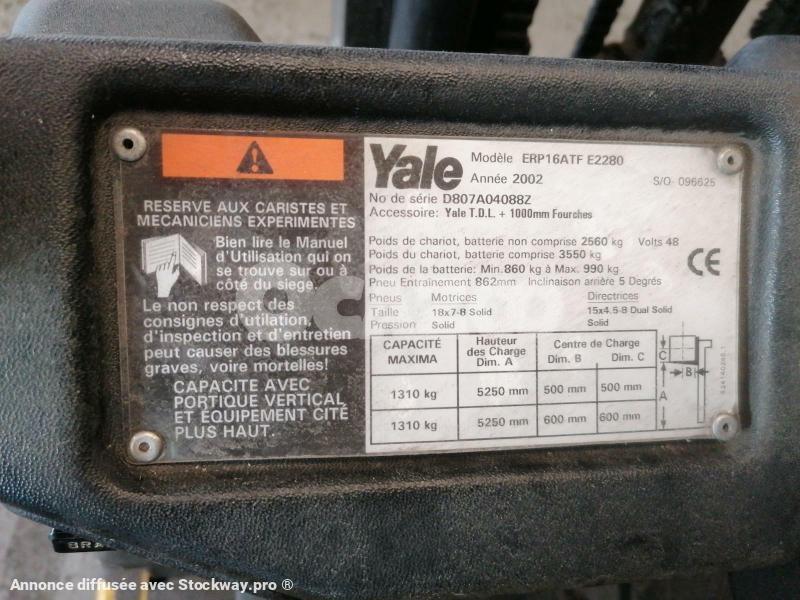 RESERVE AUX CARISTES ET
MECANICIENS EXPERIMENTES
Bien lire le Manuel
d'Utilisation qui on
se trouve sur ou à
côté du siege.
Le non respect des
consignes d'utilation,
d'inspection et d'entretien
peut causer des blessures
graves, voire mortelles!
CAPACITE AVEC
PORTIQUE VERTICAL
ET ÉQUIPEMENT CITÉ
PLUS HAUT.
Yale
Modèle ERP16ATF E2280
Année 2002 S/O- 096625
No de série D807A04088Z
Accessoire: Yale T.D.L. + 1000mm Fourches
Poids de chariot, batterie non comprise 2560 kg Volts 48
Poids du chariot, batterie comprise 3550 kg
Poids de la batterie: Min. 860 kg à Max. 990 kg
Pneu Entraînement 862mm Inclinaison arrière 5 Degrés
CE
Pneus Motrices Directrices
Taille 18x7-8 Solid 15x4.5-8 Dual Solid
Pression Solid Solid
CAPACITÉ MAXIMA Hauteur des Charge Dim. A Centre de Charge Dim. B Dim. C
1310 kg 5250 mm 500 mm 500 mm
1310 kg 5250 mm 600 mm 600 mm
C
B
A
BRA
Annonce diffusée avec Stockway.pro ®